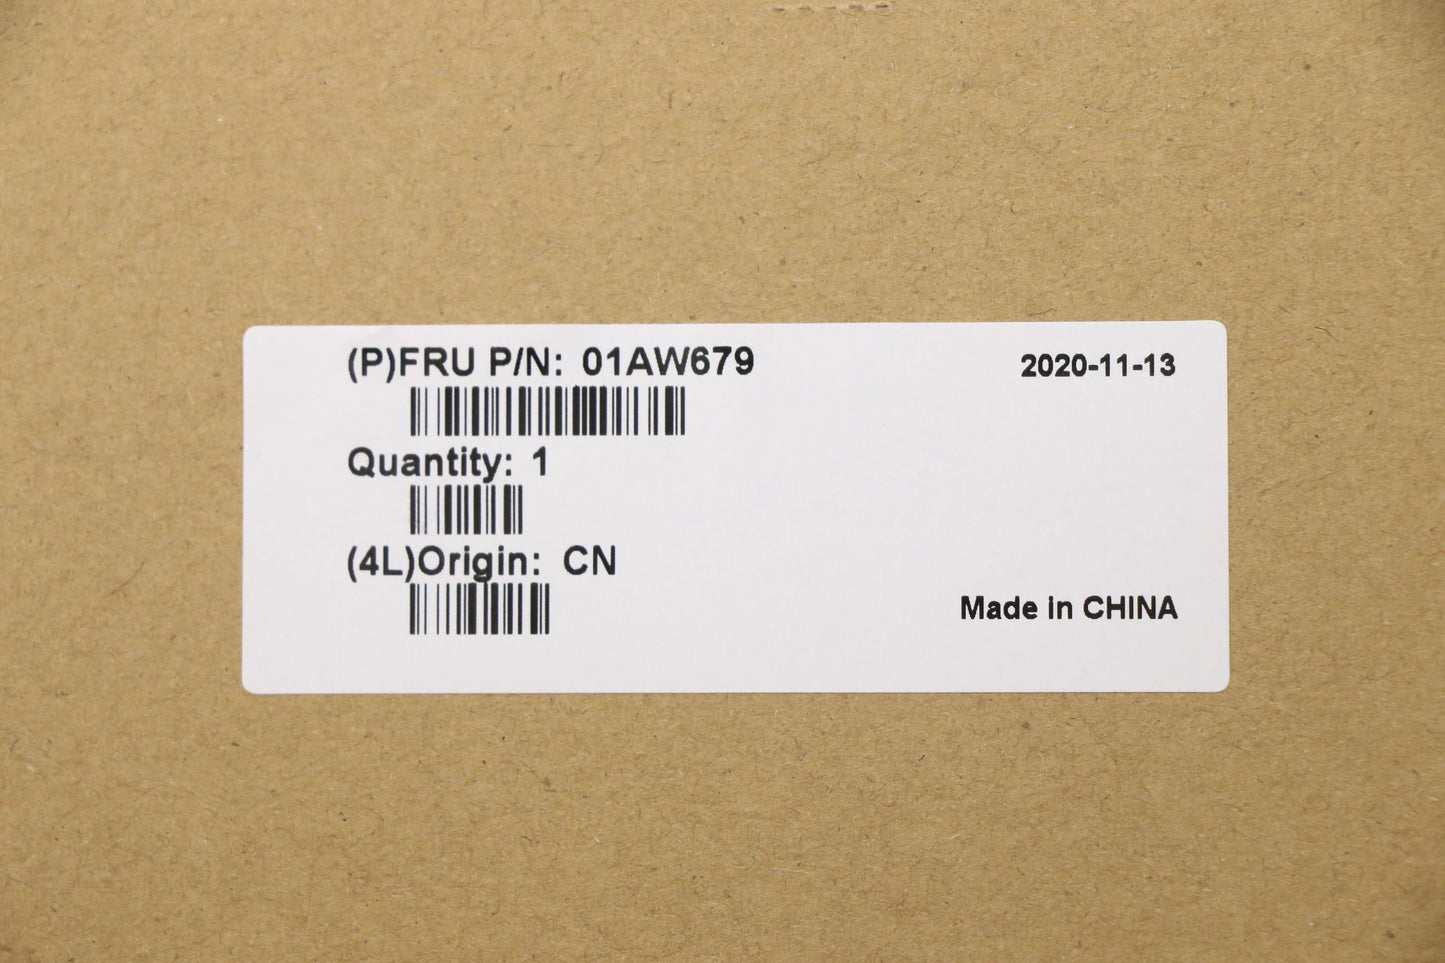 (P)FRU P/N: 01AW679
2020-11-13
Quantity: 1
(4L)Origin: CN
Made in CHINA